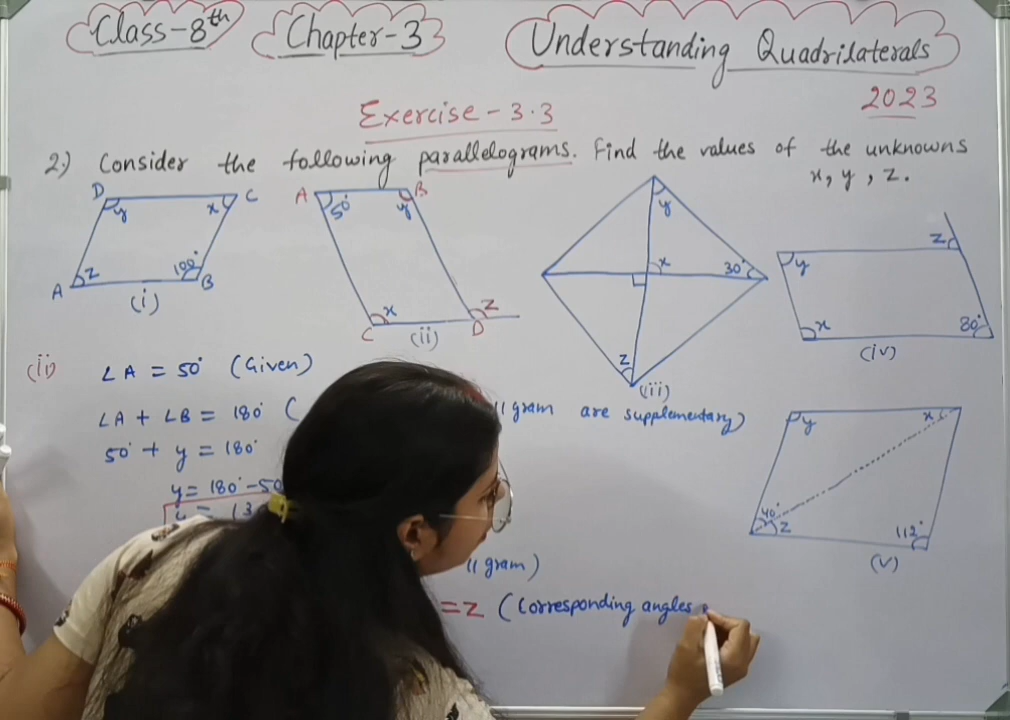 Class-8th Chapter-3 Understanding Quadrilaterals
2023
Exercise-3.3
2.) Consider the following parallelograms. Find the values of the unknowns
x, y, z.
D C y x z 100° A B (i)
A B 50° y x z C D (ii)
y x 30° z (iii)
z y x 80° (iv)
y x 40° z 112° (v)
(ii) ∠A = 50° (Given)
∠A + ∠B = 180° ( ||gram are supplementary)
50° + y = 180°
y = 180° - 50
= 13
||gram)
= z (Corresponding angles